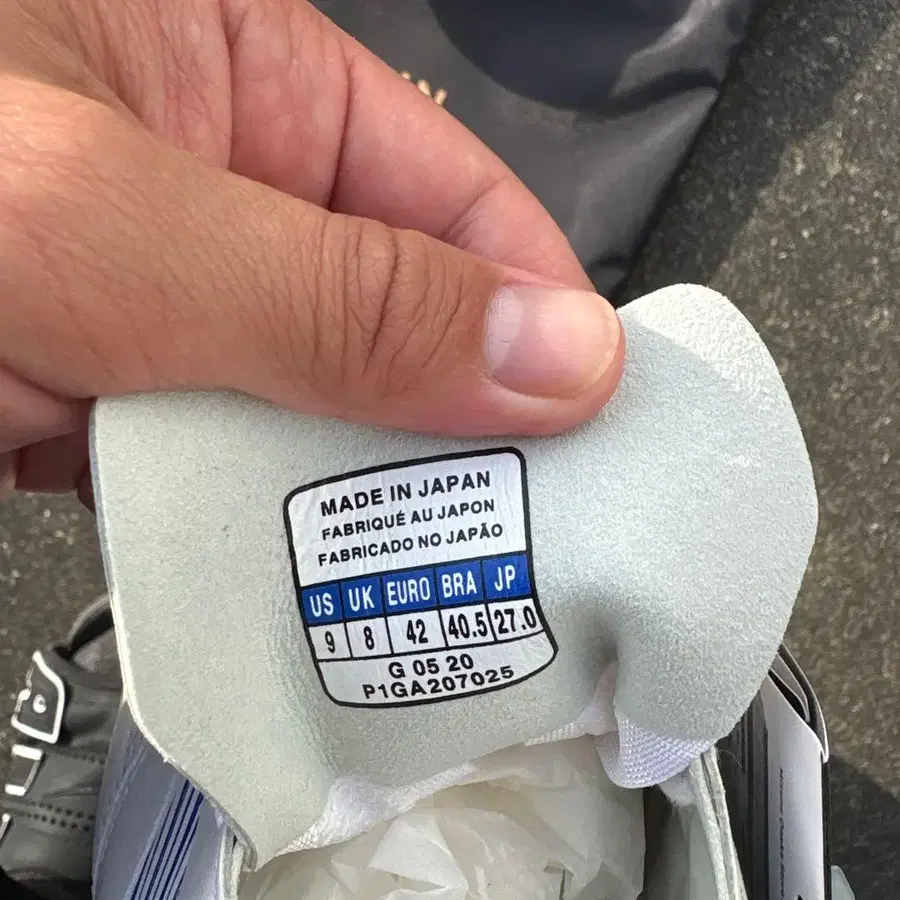 MADE IN JAPAN
FABRIQUÉ AU JAPON
FABRICADO NO JAPÃO
US UK EURO BRA JP
9 8 42 40.5 27.0
G 05 20
P1GA207025